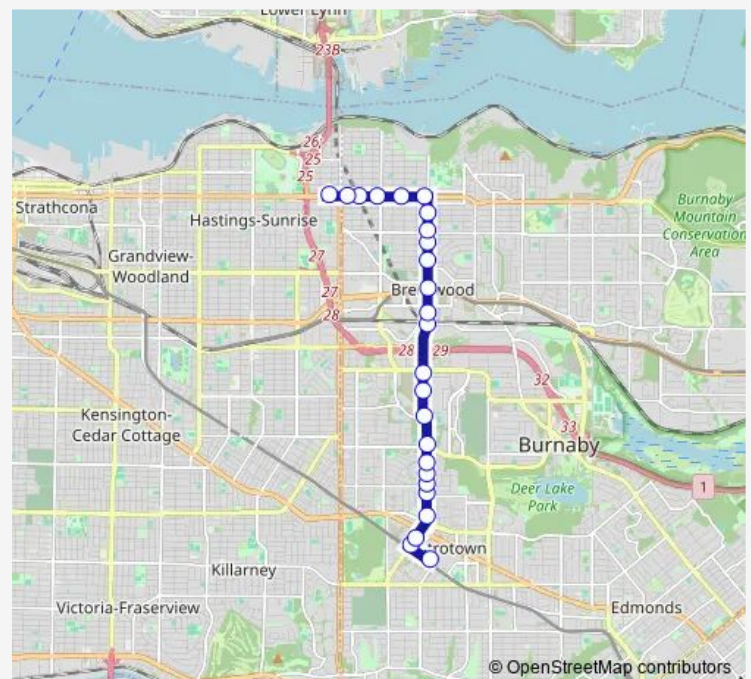 Lower Lynn
23B
26
25
25
Strathcona
Hastings-Sunrise
Burnaby
Mountain
Conservation
Area
Grandview-
Woodland
27
27
28
28
29
32
33
Kensington-
Cedar Cottage
Burnaby
1
Deer Lake
Park
trotown
Killarney
Victoria-Fraserview
Edmonds
© OpenStreetMap contributors